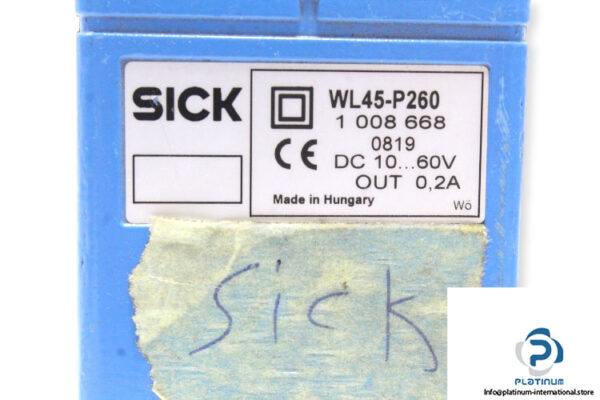 SICK
WL45-P260
1 008 668
0819
CE
DC 10...60V
OUT 0,2A
Made in Hungary
Wö
Sick
P
PLATINUM
Info@platinum-international.store